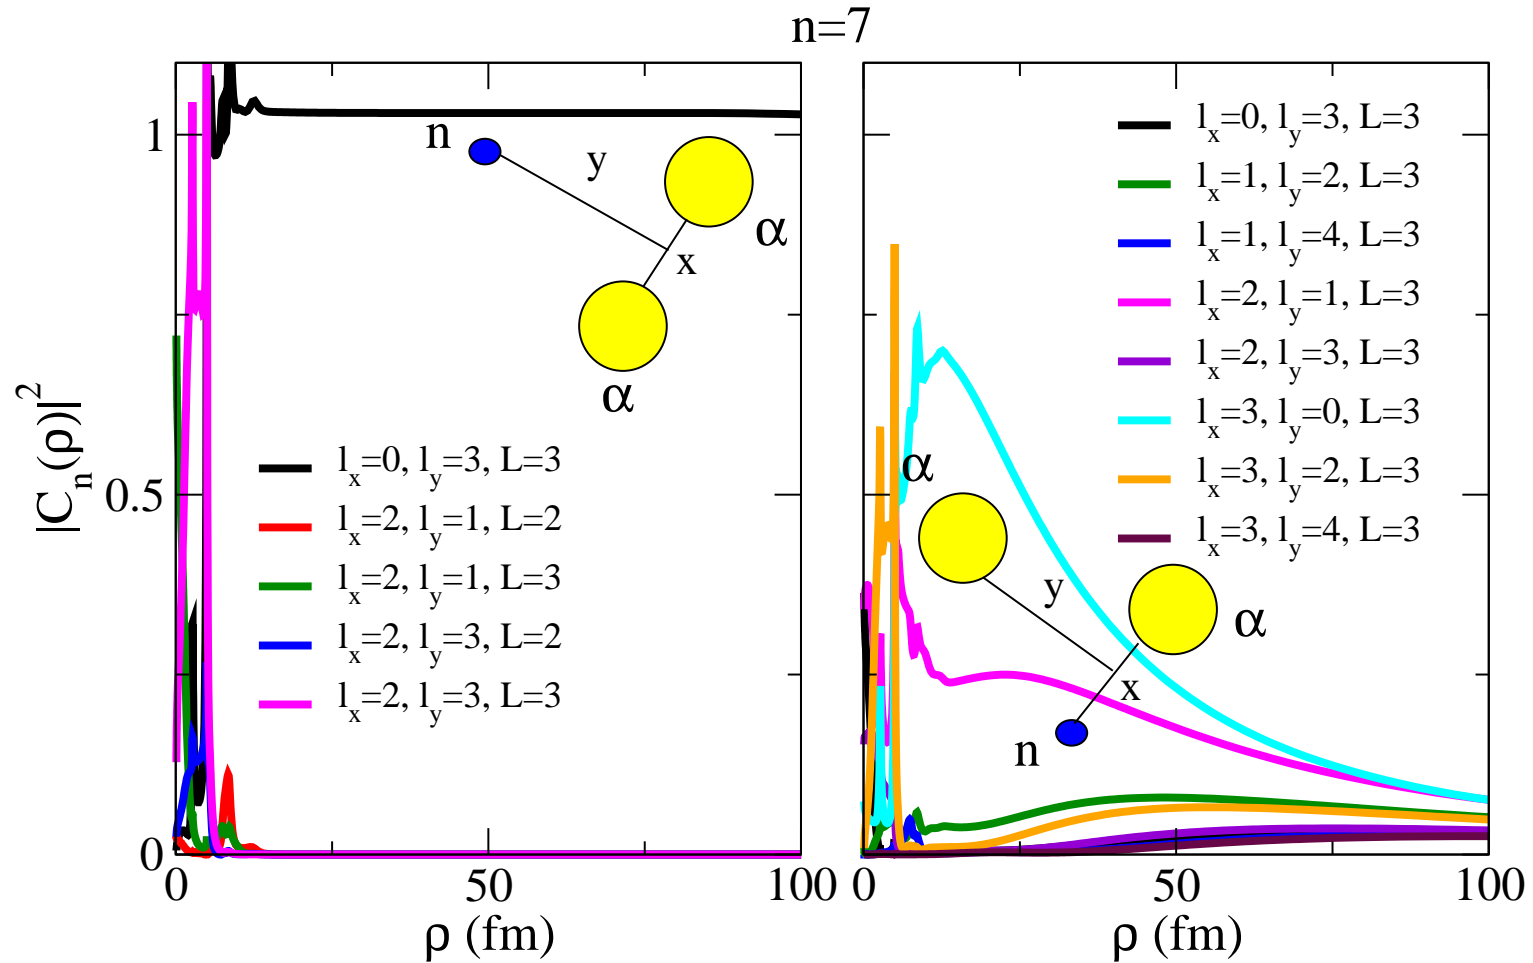 n=7
|C_n(ρ)|^2
1
0.5
0
0
50
100
ρ (fm)
n
y
x
α
α
l_x=0, l_y=3, L=3
l_x=2, l_y=1, L=2
l_x=2, l_y=1, L=3
l_x=2, l_y=3, L=2
l_x=2, l_y=3, L=3
l_x=0, l_y=3, L=3
l_x=1, l_y=2, L=3
l_x=1, l_y=4, L=3
l_x=2, l_y=1, L=3
l_x=2, l_y=3, L=3
l_x=3, l_y=0, L=3
l_x=3, l_y=2, L=3
l_x=3, l_y=4, L=3
α
y
α
x
n
0
50
100
ρ (fm)